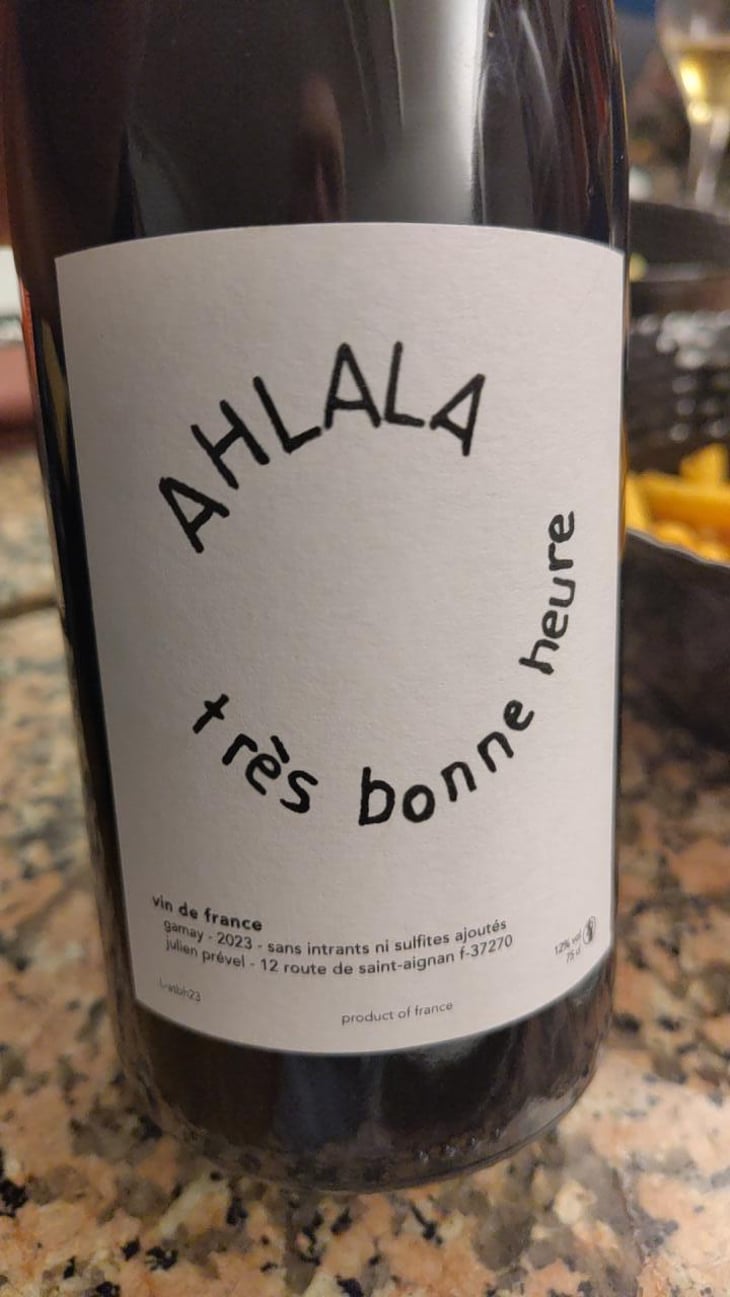 AHLALA
très bonne heure
vin de france
gamay - 2023 - sans intrants ni sulfites ajoutés
julien prével - 12 route de saint-aignan f-37270
12% vol
75 cl
product of france